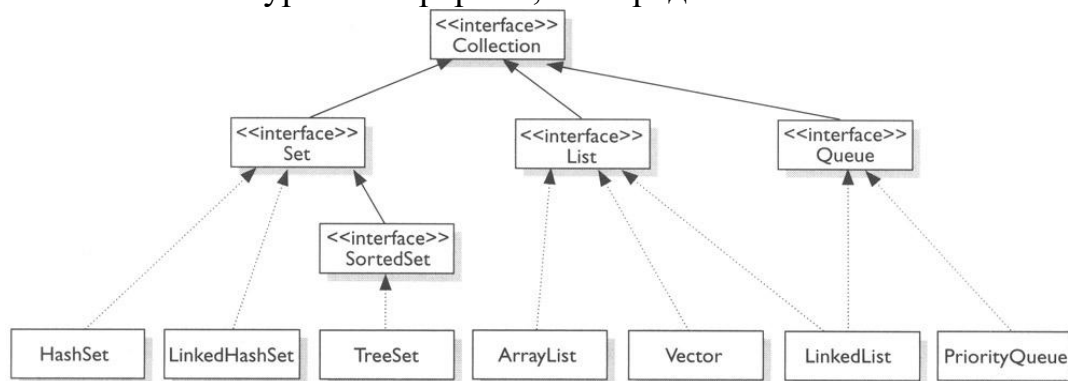 <<interface>>
Collection
<<interface>>
Set
<<interface>>
List
<<interface>>
Queue
<<interface>>
SortedSet
HashSet
LinkedHashSet
TreeSet
ArrayList
Vector
LinkedList
PriorityQueue